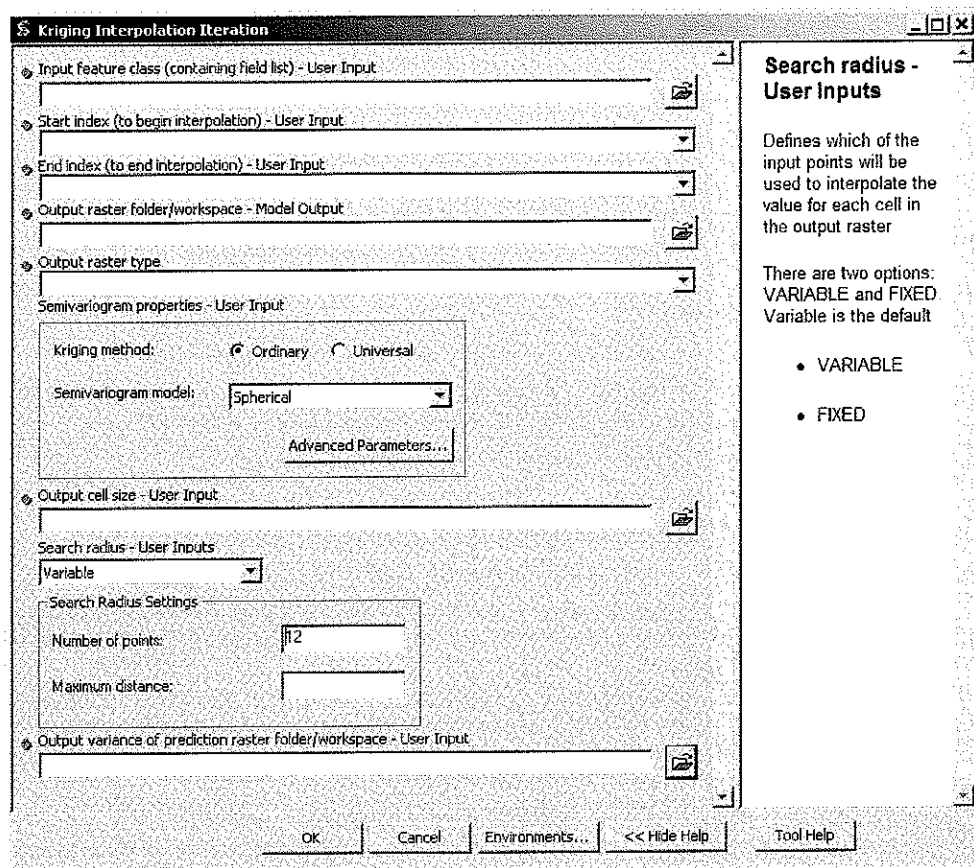 Kriging Interpolation Iteration
Input feature class (containing field list) - User Input
Start index (to begin interpolation) - User Input
End index (to end interpolation) - User Input
Output raster folder/workspace - Model Output
Output raster type
Semivariogram properties - User Input
Kriging method: Ordinary Universal
Semivariogram model: Spherical
Advanced Parameters...
Output cell size - User Input
Search radius - User Inputs
Variable
Search Radius Settings
Number of points: 12
Maximum distance:
Output variance of prediction raster folder/workspace - User Input
OK Cancel Environments... << Hide Help Tool Help
Search radius -
User Inputs
Defines which of the
input points will be
used to interpolate the
value for each cell in
the output raster
There are two options:
VARIABLE and FIXED
Variable is the default
• VARIABLE
• FIXED